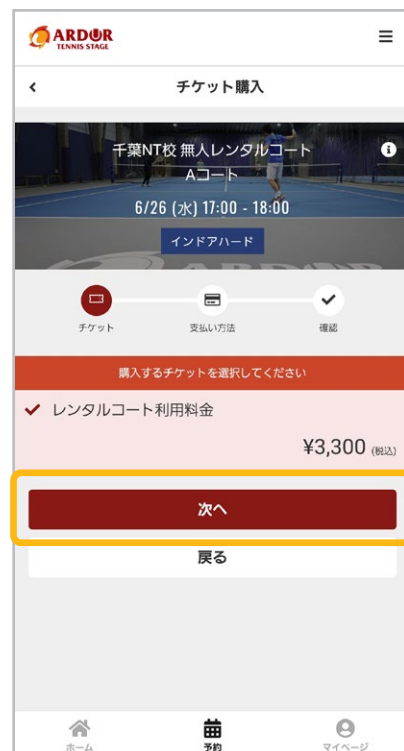 ARDOR
TENNIS STAGE
チケット購入
千葉NT校 無人レンタルコート
Aコート
6/26 (水) 17:00 - 18:00
インドアハード
チケット
支払い方法
確認
購入するチケットを選択してください
レンタルコート利用料金
¥3,300 (税込)
次へ
戻る
ホーム
予約
マイページ